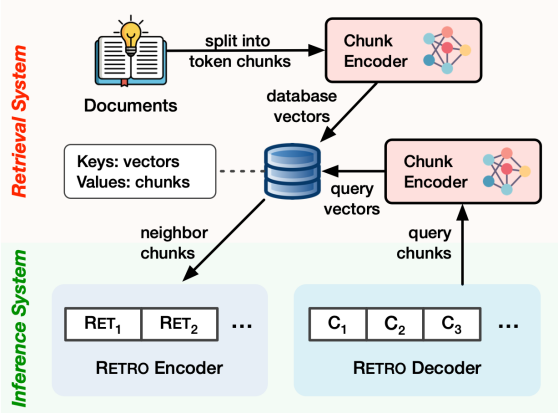 Retrieval System
Documents
split into
token chunks
Chunk
Encoder
database
vectors
Keys: vectors
Values: chunks
query
vectors
Chunk
Encoder
neighbor
chunks
query
chunks
Inference System
RET1 RET2 ...
RETRO Encoder
C1 C2 C3 ...
RETRO Decoder